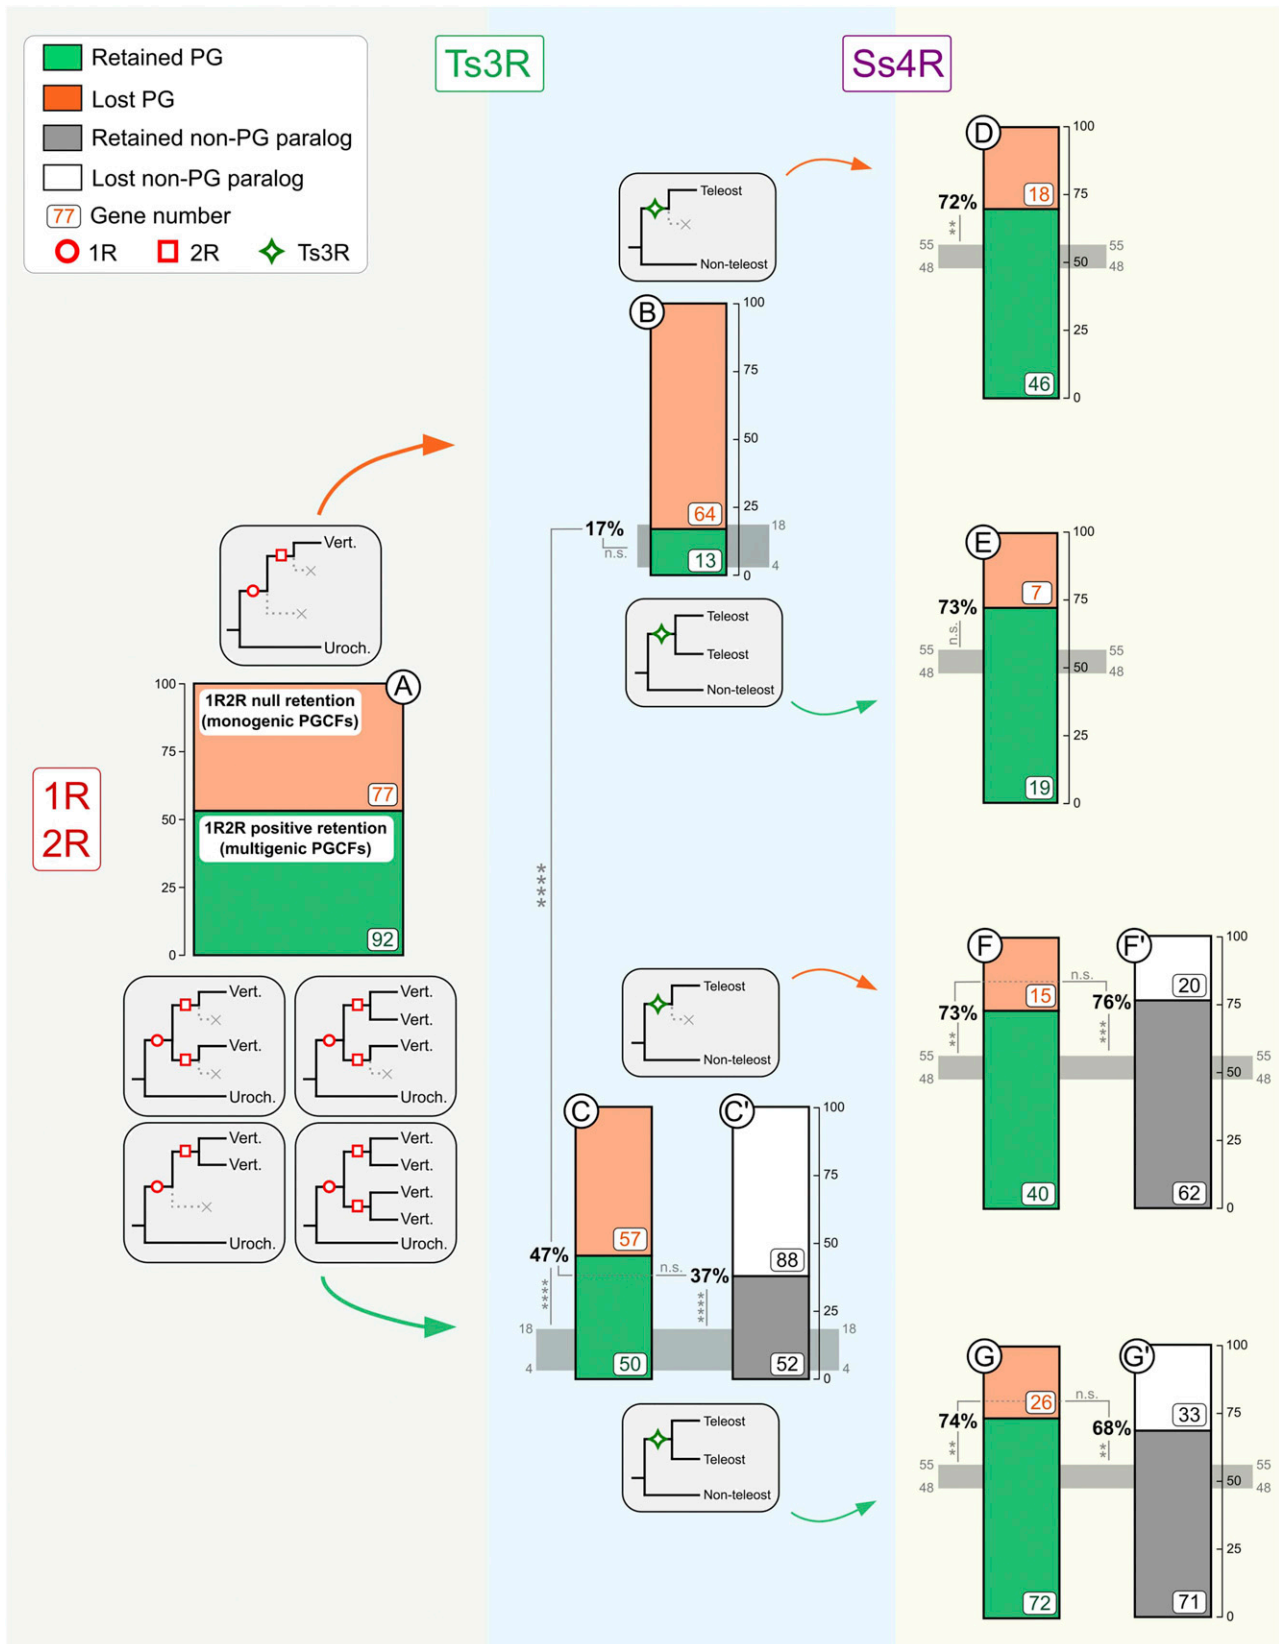 Retained PG
Lost PG
Retained non-PG paralog
Lost non-PG paralog
77 Gene number
1R 2R Ts3R
Ts3R
Ss4R
1R
2R
Vert.
×
×
Uroch.
A
100
75
50
25
0
1R2R null retention
(monogenic PGCFs)
77
1R2R positive retention
(multigenic PGCFs)
92
Vert.
×
Vert.
×
Uroch.
Vert.
Vert.
Vert.
×
Uroch.
Vert.
Vert.
×
Uroch.
Vert.
Vert.
Vert.
Vert.
Uroch.
Teleost
×
Non-teleost
B
100
75
50
25
0
64
13
17%
n.s.
18
4
Teleost
Teleost
Non-teleost
****
Teleost
×
Non-teleost
C
57
50
47%
****
n.s.
18
4
C'
100
75
50
25
0
88
52
37%
****
18
4
Teleost
Teleost
Non-teleost
D
100
75
50
25
0
18
46
72%
**
55
48
55
48
E
100
75
50
25
0
7
19
73%
n.s.
55
48
55
48
F
15
40
73%
**
n.s.
55
48
F'
100
75
50
25
0
20
62
76%
***
55
48
G
26
72
74%
**
n.s.
55
48
G'
100
75
50
25
0
33
71
68%
**
55
48